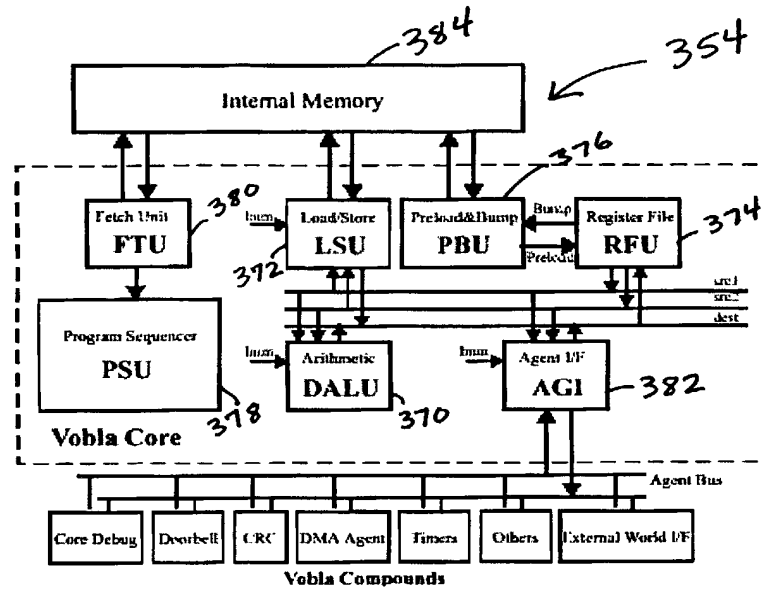 384
354
Internal Memory
376
380
Fetch Unit
FTU
Imm
Load/Store
LSU
372
Preload&Bump
PBU
Bump
Preload
Register File
RFU
374
src1
src2
dest
Program Sequencer
PSU
378
Imm
Arithmetic
DALU
370
Imm
Agent I/F
AGI
382
Vobla Core
Agent Bus
Core Debug
Doorbell
CRC
DMA Agent
Timers
Others
External World I/F
Vobla Compounds